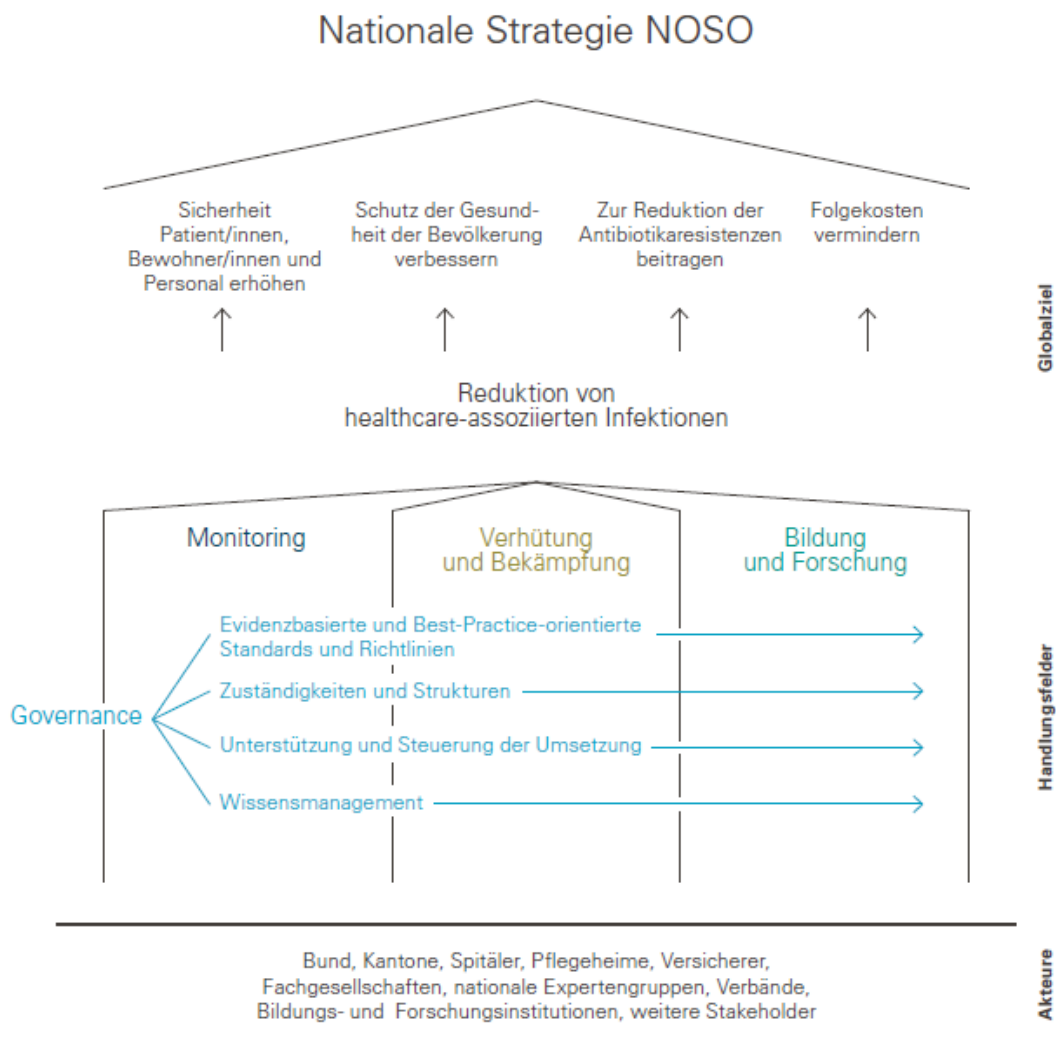 Nationale Strategie NOSO
Sicherheit
Patient/innen,
Bewohner/innen und
Personal erhöhen
Schutz der Gesund-
heit der Bevölkerung
verbessern
Zur Reduktion der
Antibiotikaresistenzen
beitragen
Folgekosten
vermindern
Globalziel
Reduktion von
healthcare-assoziierten Infektionen
Monitoring
Verhütung
und Bekämpfung
Bildung
und Forschung
Governance
Evidenzbasierte und Best-Practice-orientierte
Standards und Richtlinien
Zuständigkeiten und Strukturen
Unterstützung und Steuerung der Umsetzung
Wissensmanagement
Handlungsfelder
Bund, Kantone, Spitäler, Pflegeheime, Versicherer,
Fachgesellschaften, nationale Expertengruppen, Verbände,
Bildungs- und Forschungsinstitutionen, weitere Stakeholder
Akteure